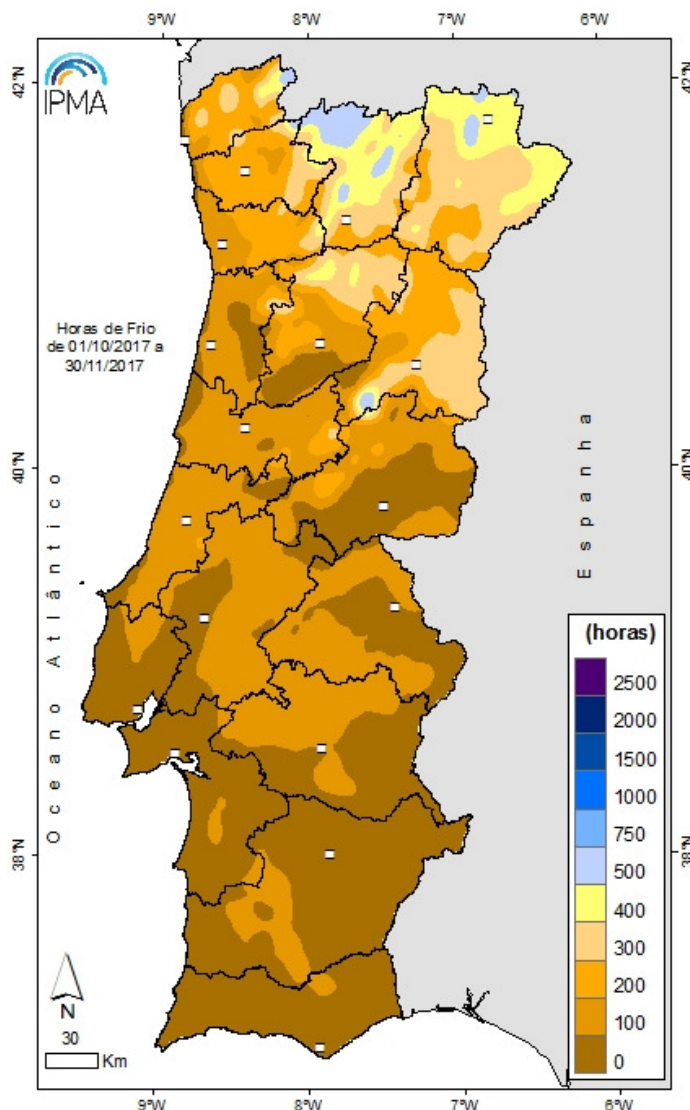 9°W 8°W 7°W 6°W
42°N
42°N
IPMA
Horas de Frio
de 01/10/2017 a
30/11/2017
40°N
40°N
Oceano Atlântico
Espanha
38°N
38°N
(horas)
2500
2000
1500
1000
750
500
400
300
200
100
0
N
30
Km
9°W 8°W 7°W 6°W